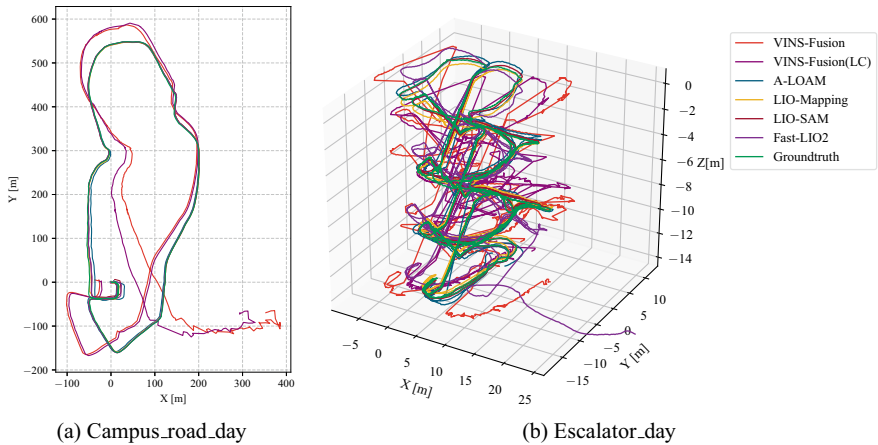 600
500
400
300
200
100
0
−100
−200
Y [m]
−100 0 100 200 300 400
X [m]
(a) Campus_road_day
0
−2
−4
−6
−8
−10
−12
−14
Z[m]
−5 0 5 10 15 20 25
X [m]
10
5
0
−5
−10
−15
Y [m]
(b) Escalator_day
VINS-Fusion
VINS-Fusion(LC)
A-LOAM
LIO-Mapping
LIO-SAM
Fast-LIO2
Groundtruth